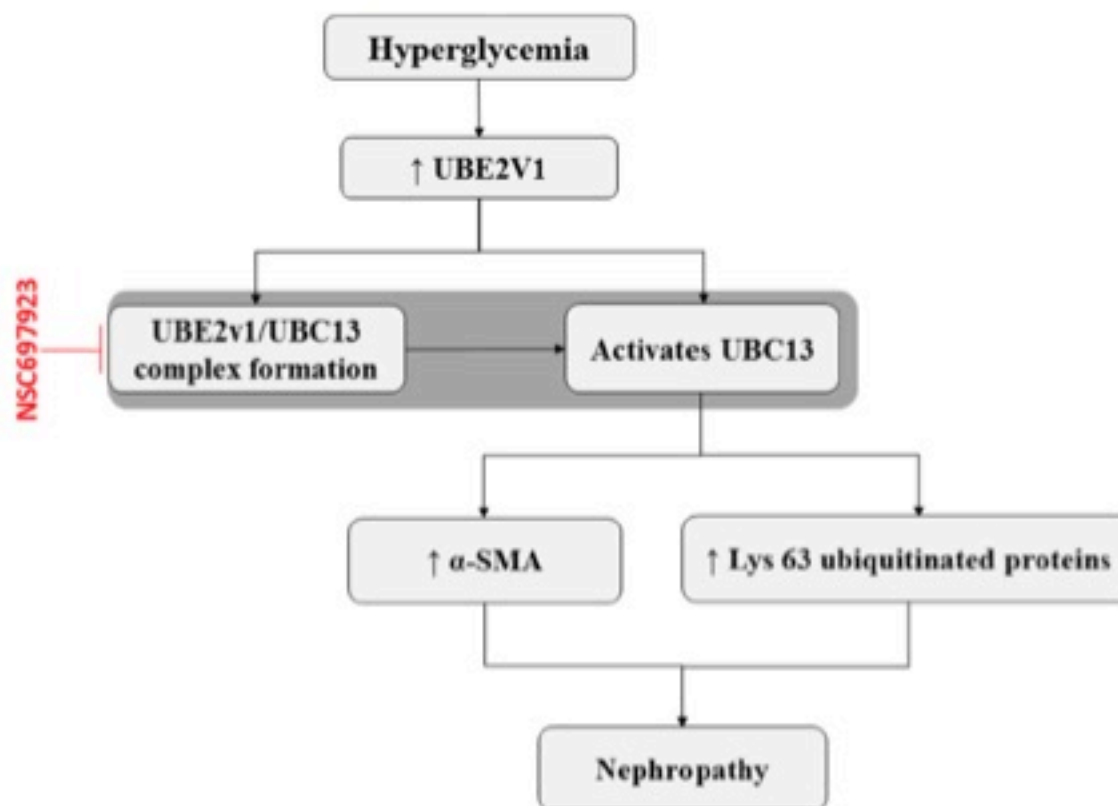 Hyperglycemia
↑ UBE2V1
NSC697923
UBE2v1/UBC13
complex formation
Activates UBC13
↑ α-SMA
↑ Lys 63 ubiquitinated proteins
Nephropathy